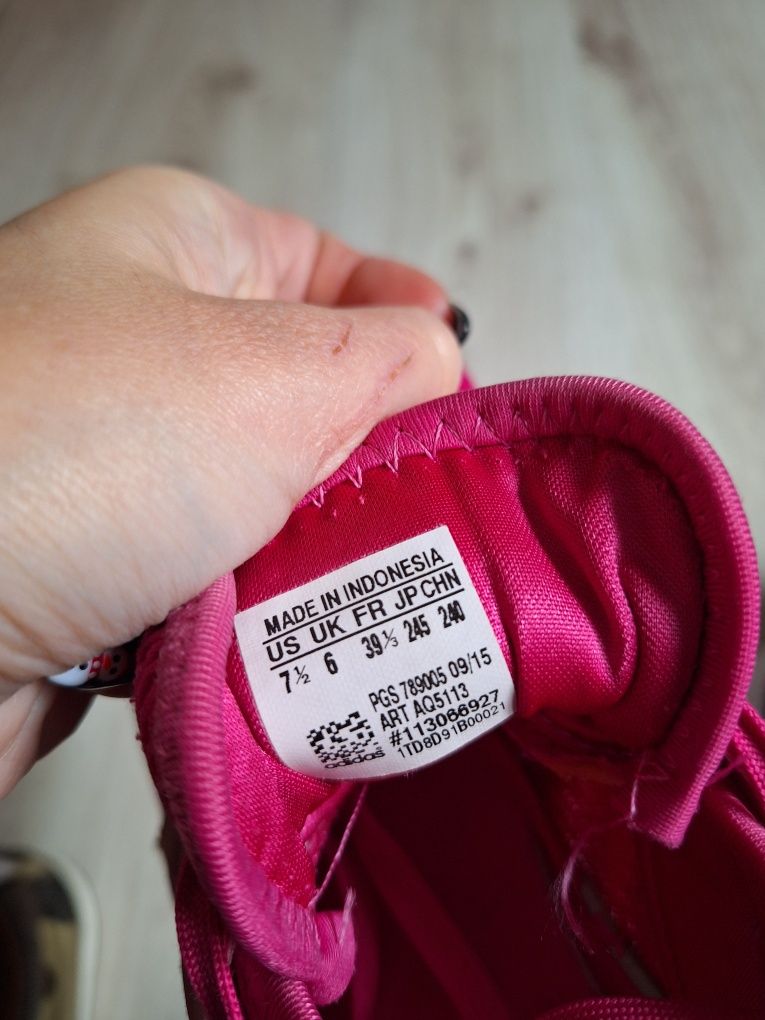 MADE IN INDONESIA
US UK FR JP CHN
7½ 6 39⅓ 245 240
PGS 789005 09/15
ART AQ5113
#113066927
1TD8D91B00021
adidas